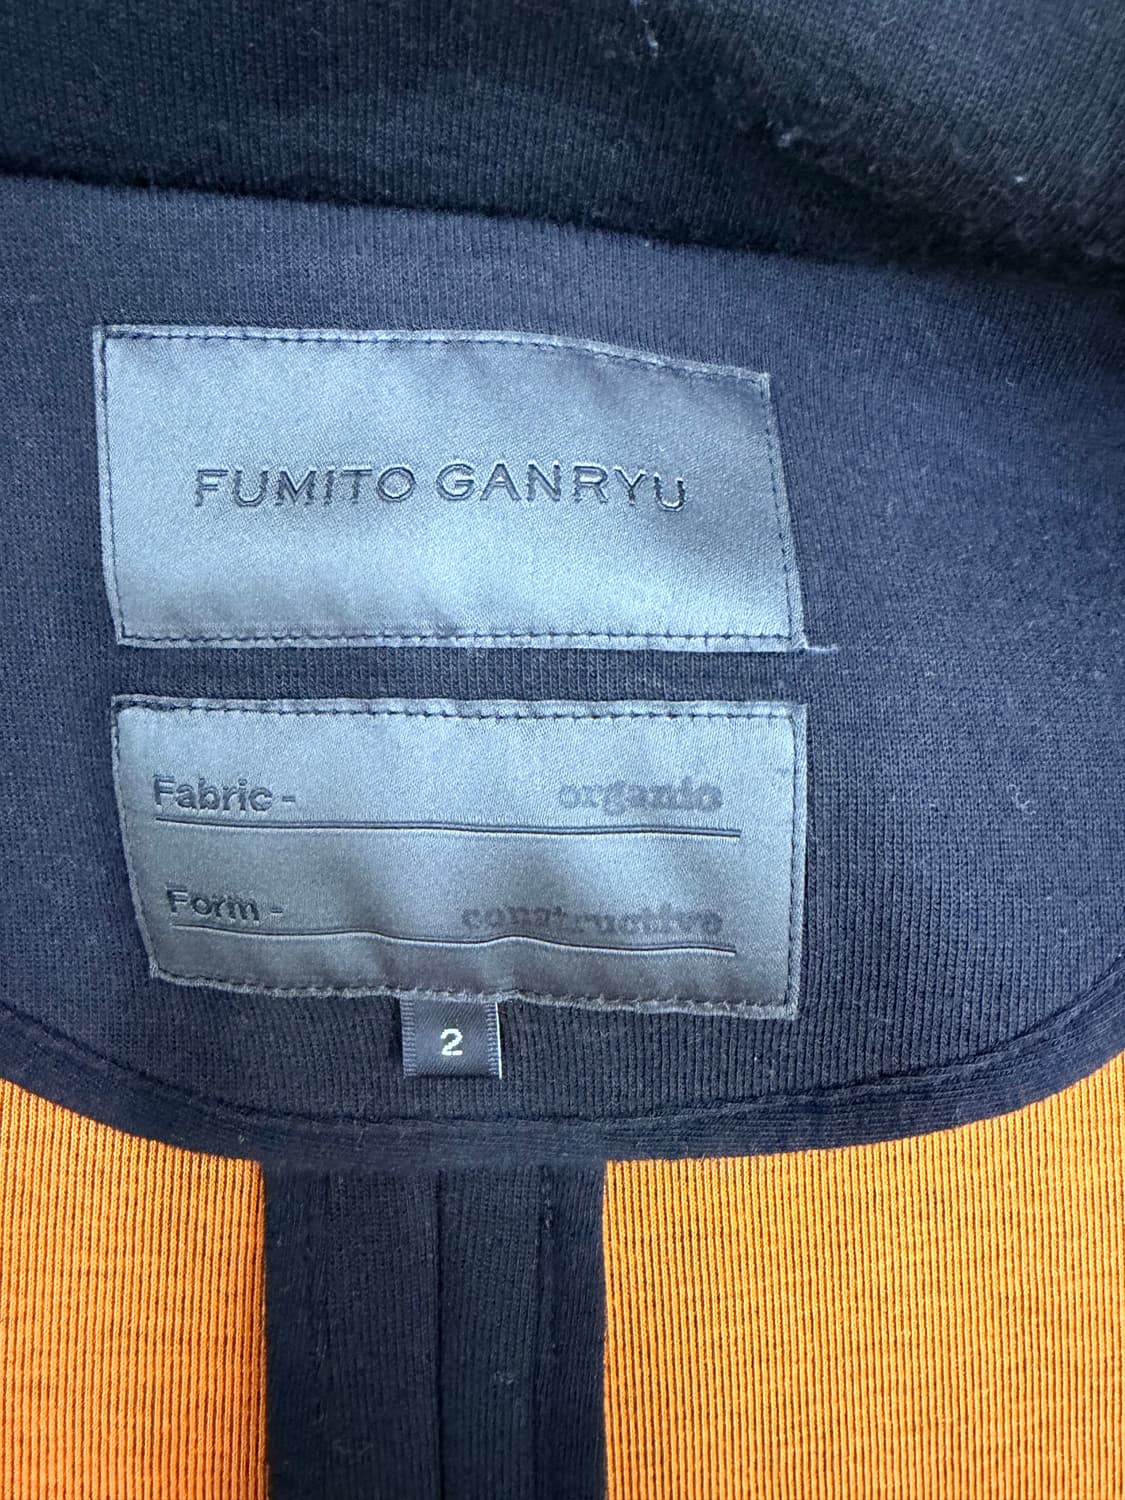 FUMITO GANRYU
Fabric - organic
Form - constructive
2